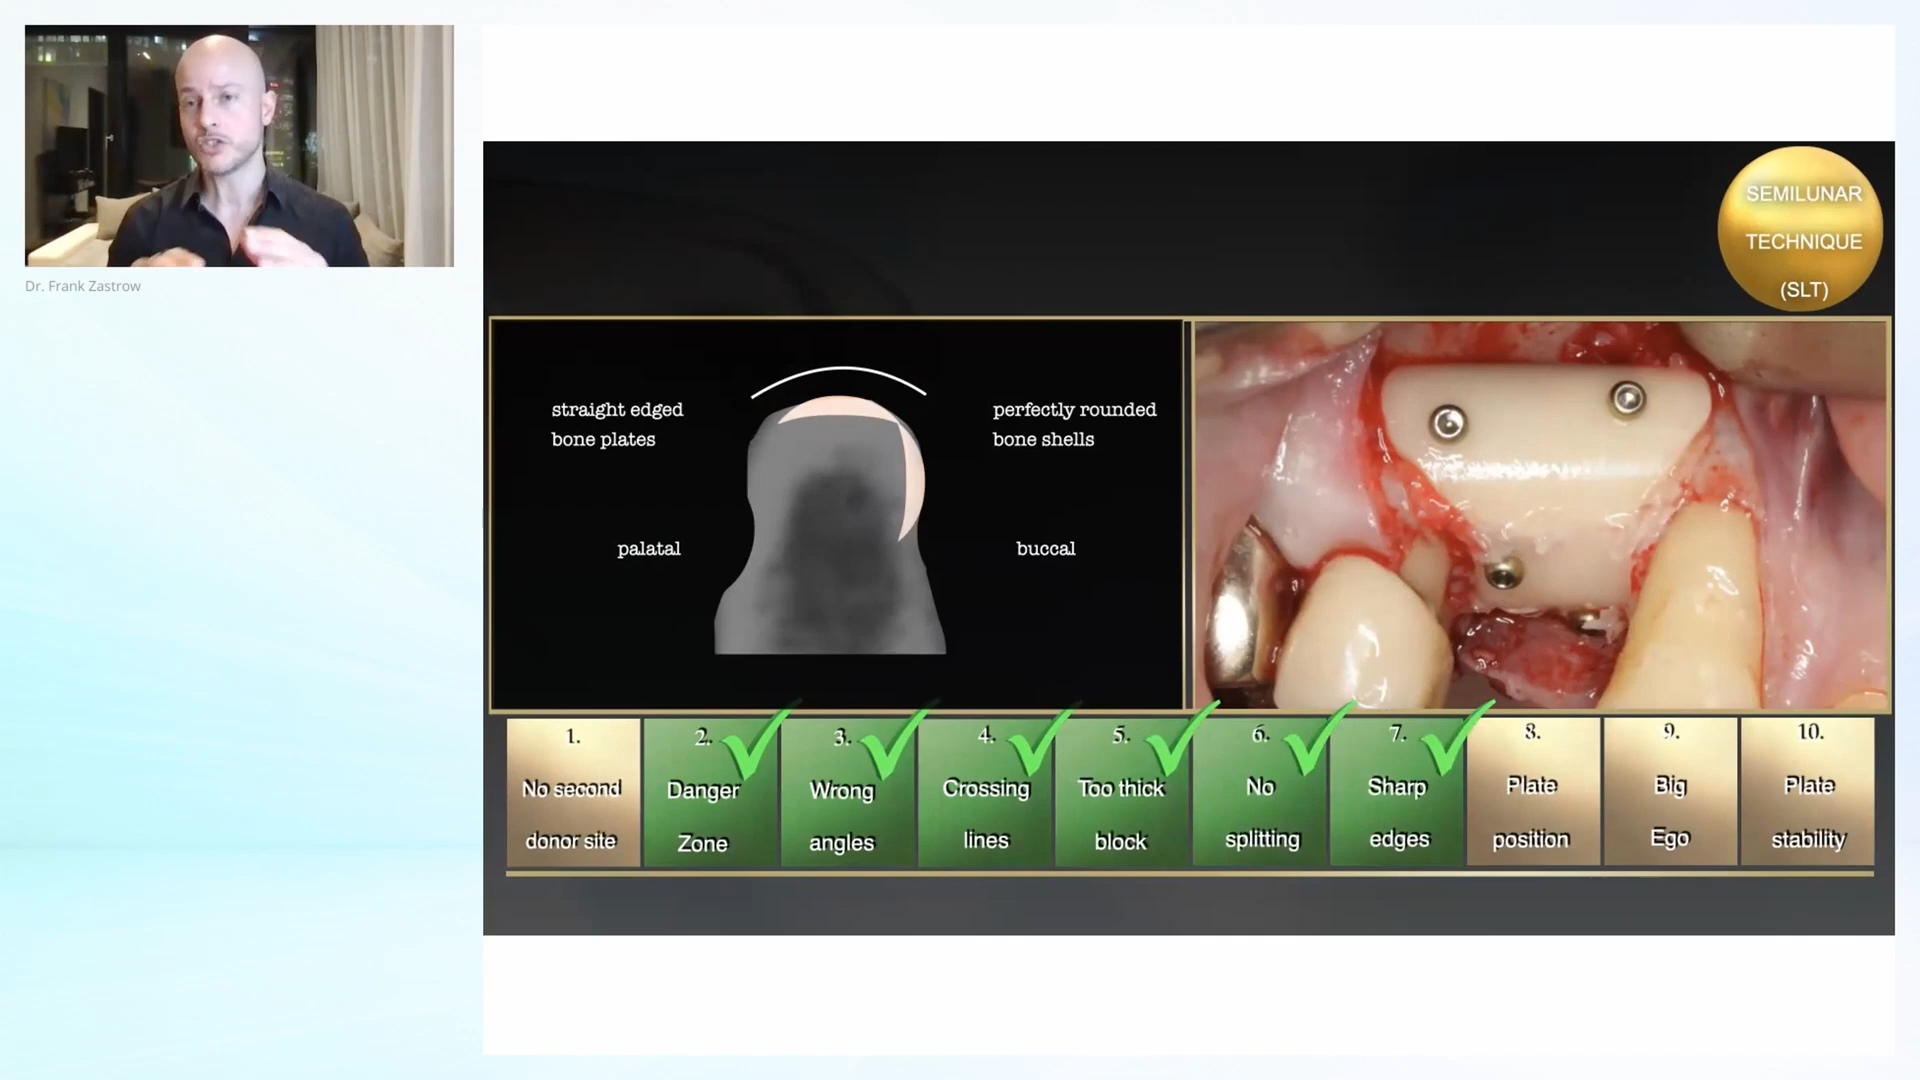 Dr. Frank Zastrow
SEMILUNAR
TECHNIQUE
(SLT)
straight edged
bone plates
perfectly rounded
bone shells
palatal
buccal
1.
No second
donor site
2.
Danger
Zone
3.
Wrong
angles
4.
Crossing
lines
5.
Too thick
block
6.
No
splitting
7.
Sharp
edges
8.
Plate
position
9.
Big
Ego
10.
Plate
stability